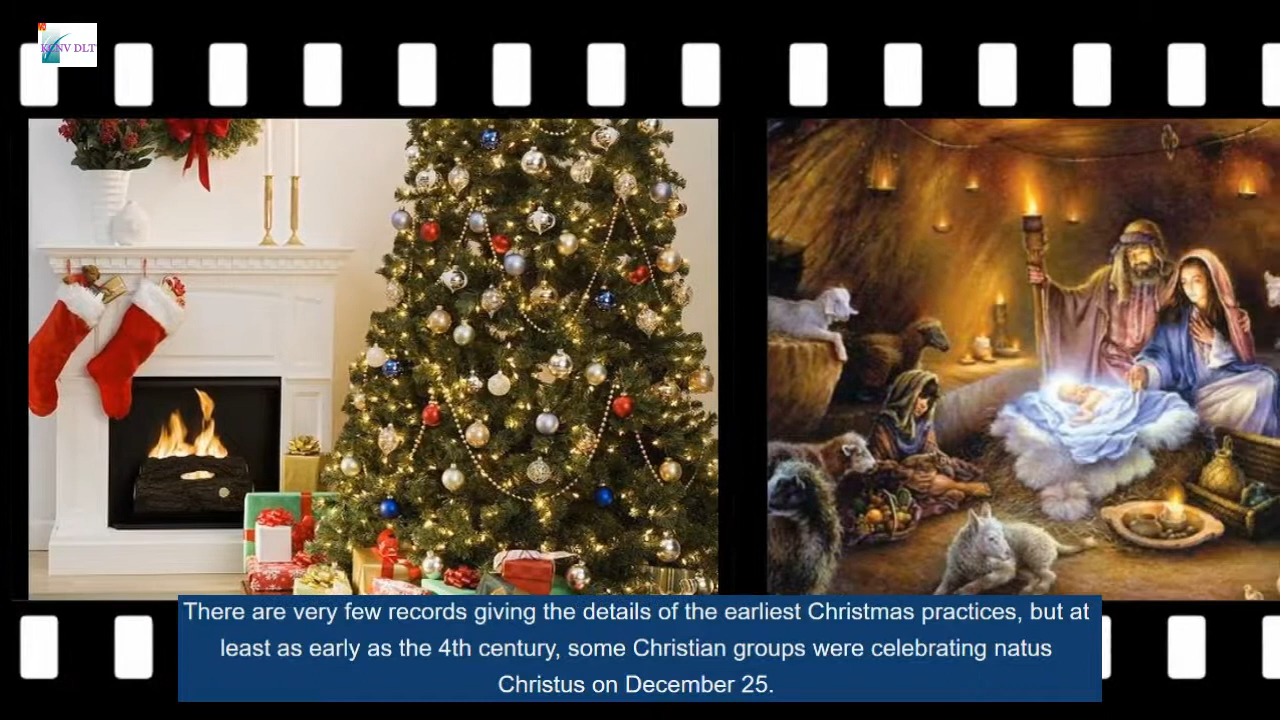 KCNV DLT
There are very few records giving the details of the earliest Christmas practices, but at
least as early as the 4th century, some Christian groups were celebrating natus
Christus on December 25.